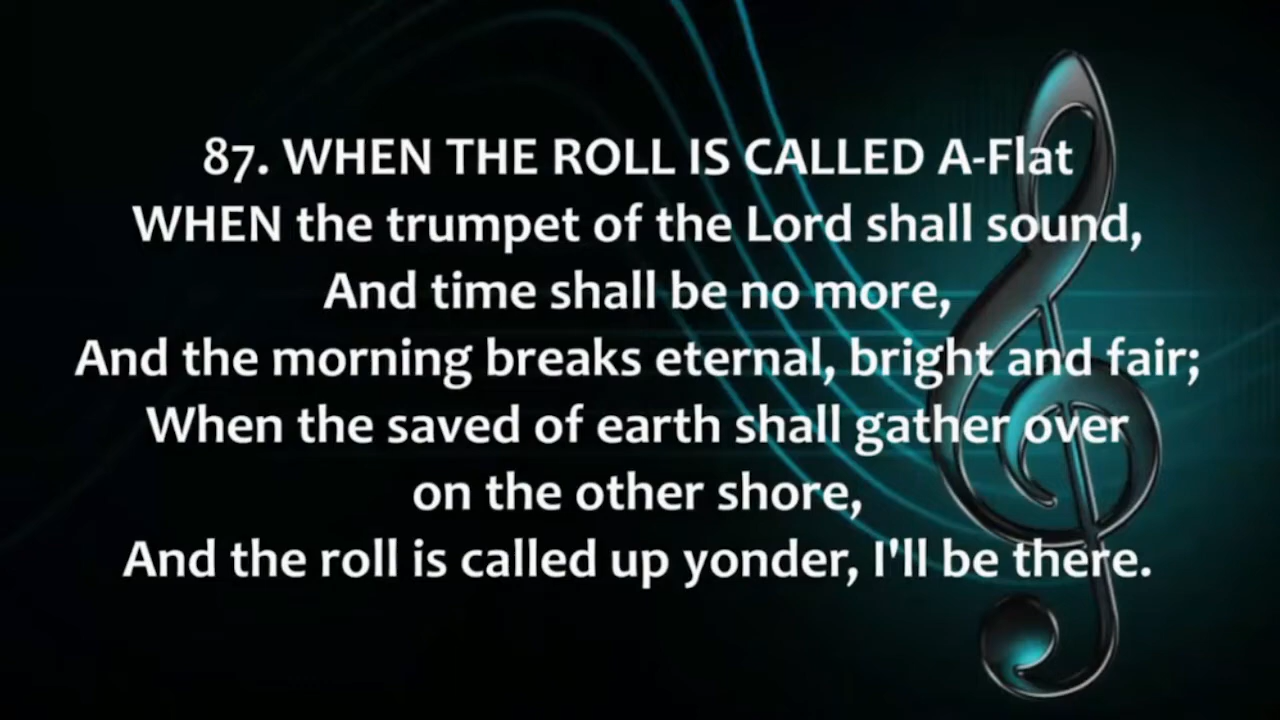 87. WHEN THE ROLL IS CALLED A-Flat
WHEN the trumpet of the Lord shall sound,
And time shall be no more,
And the morning breaks eternal, bright and fair;
When the saved of earth shall gather over
on the other shore,
And the roll is called up yonder, I'll be there.